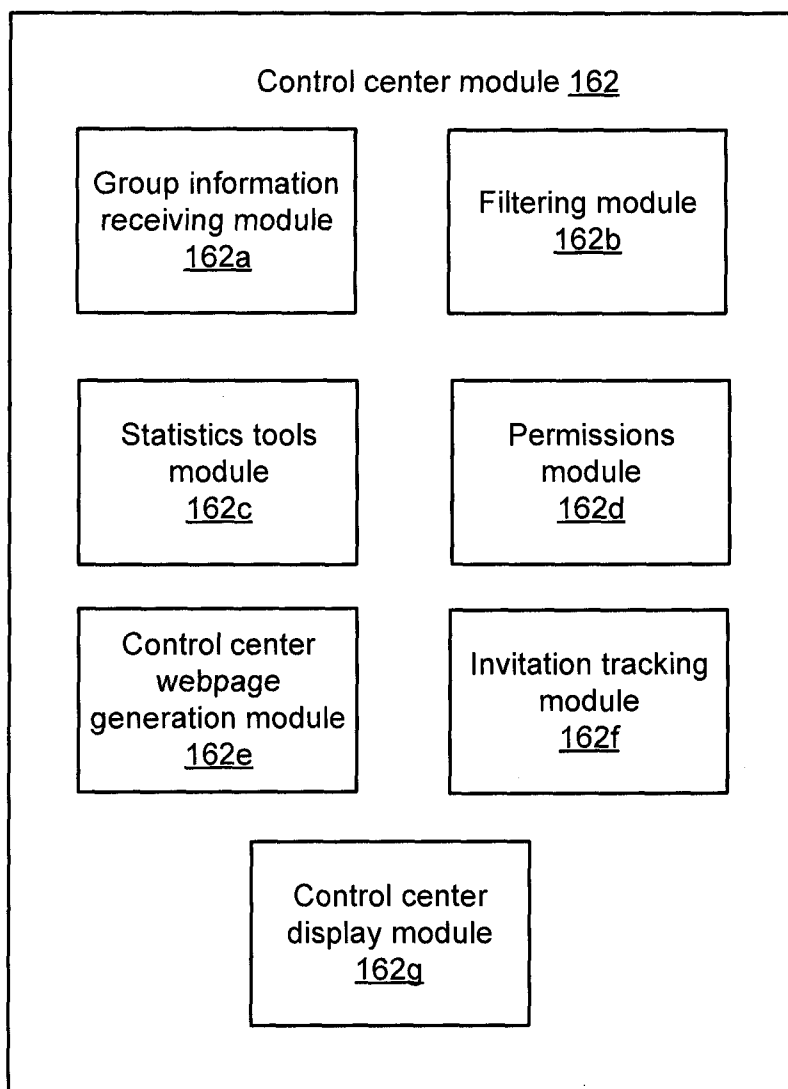 Control center module 162
Group information
receiving module
162a
Filtering module
162b
Statistics tools
module
162c
Permissions
module
162d
Control center
webpage
generation module
162e
Invitation tracking
module
162f
Control center
display module
162g